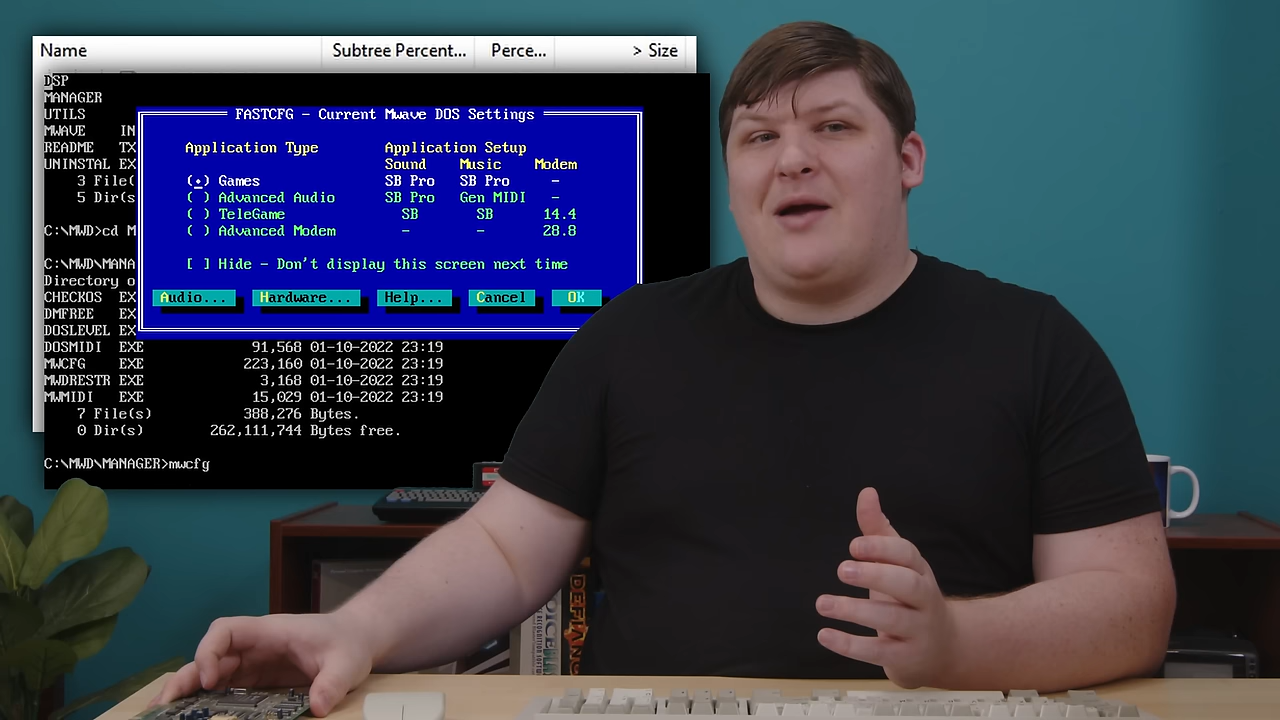 Name Subtree Percent... Perce... > Size
DSP
MANAGER
UTILS
MWAVE IN
README TX
UNINSTAL EX
3 File(
5 Dir(s
C:\MWD>cd M
C:\MWD\MANA
Directory o
CHECKOS EX
DMFREE EX
DOSLEVEL EX
DOSMIDI EXE 91,568 01-10-2022 23:19
MWCFG EXE 223,160 01-10-2022 23:19
MWDRESTR EXE 3,168 01-10-2022 23:19
MWMIDI EXE 15,029 01-10-2022 23:19
7 File(s) 388,276 Bytes.
0 Dir(s) 262,111,744 Bytes free.
C:\MWD\MANAGER>mwcfg
FASTCFG - Current Mwave DOS Settings
Application Type Application Setup
Sound Music Modem
(•) Games SB Pro SB Pro -
( ) Advanced Audio SB Pro Gen MIDI -
( ) TeleGame SB SB 14.4
( ) Advanced Modem - - 28.8
[ ] Hide - Don't display this screen next time
Audio... Hardware... Help... Cancel OK
DEFIANC